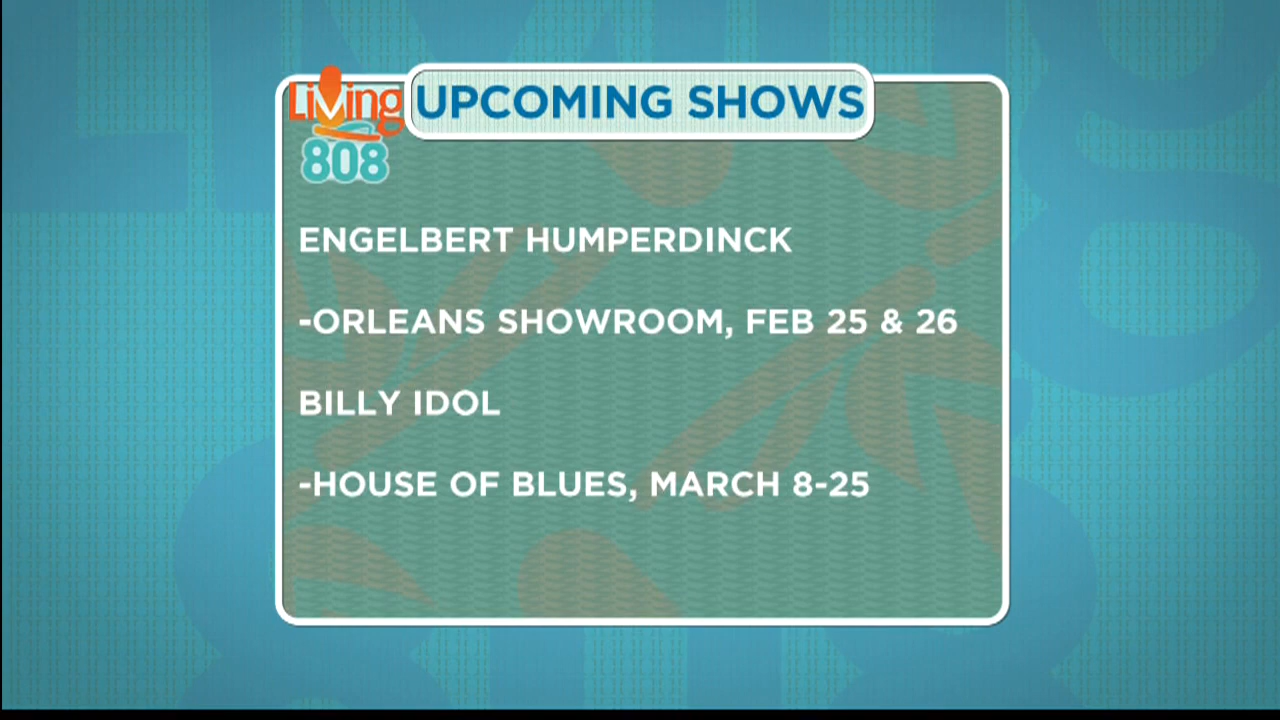 Living
808
UPCOMING SHOWS
ENGELBERT HUMPERDINCK
-ORLEANS SHOWROOM, FEB 25 & 26
BILLY IDOL
-HOUSE OF BLUES, MARCH 8-25